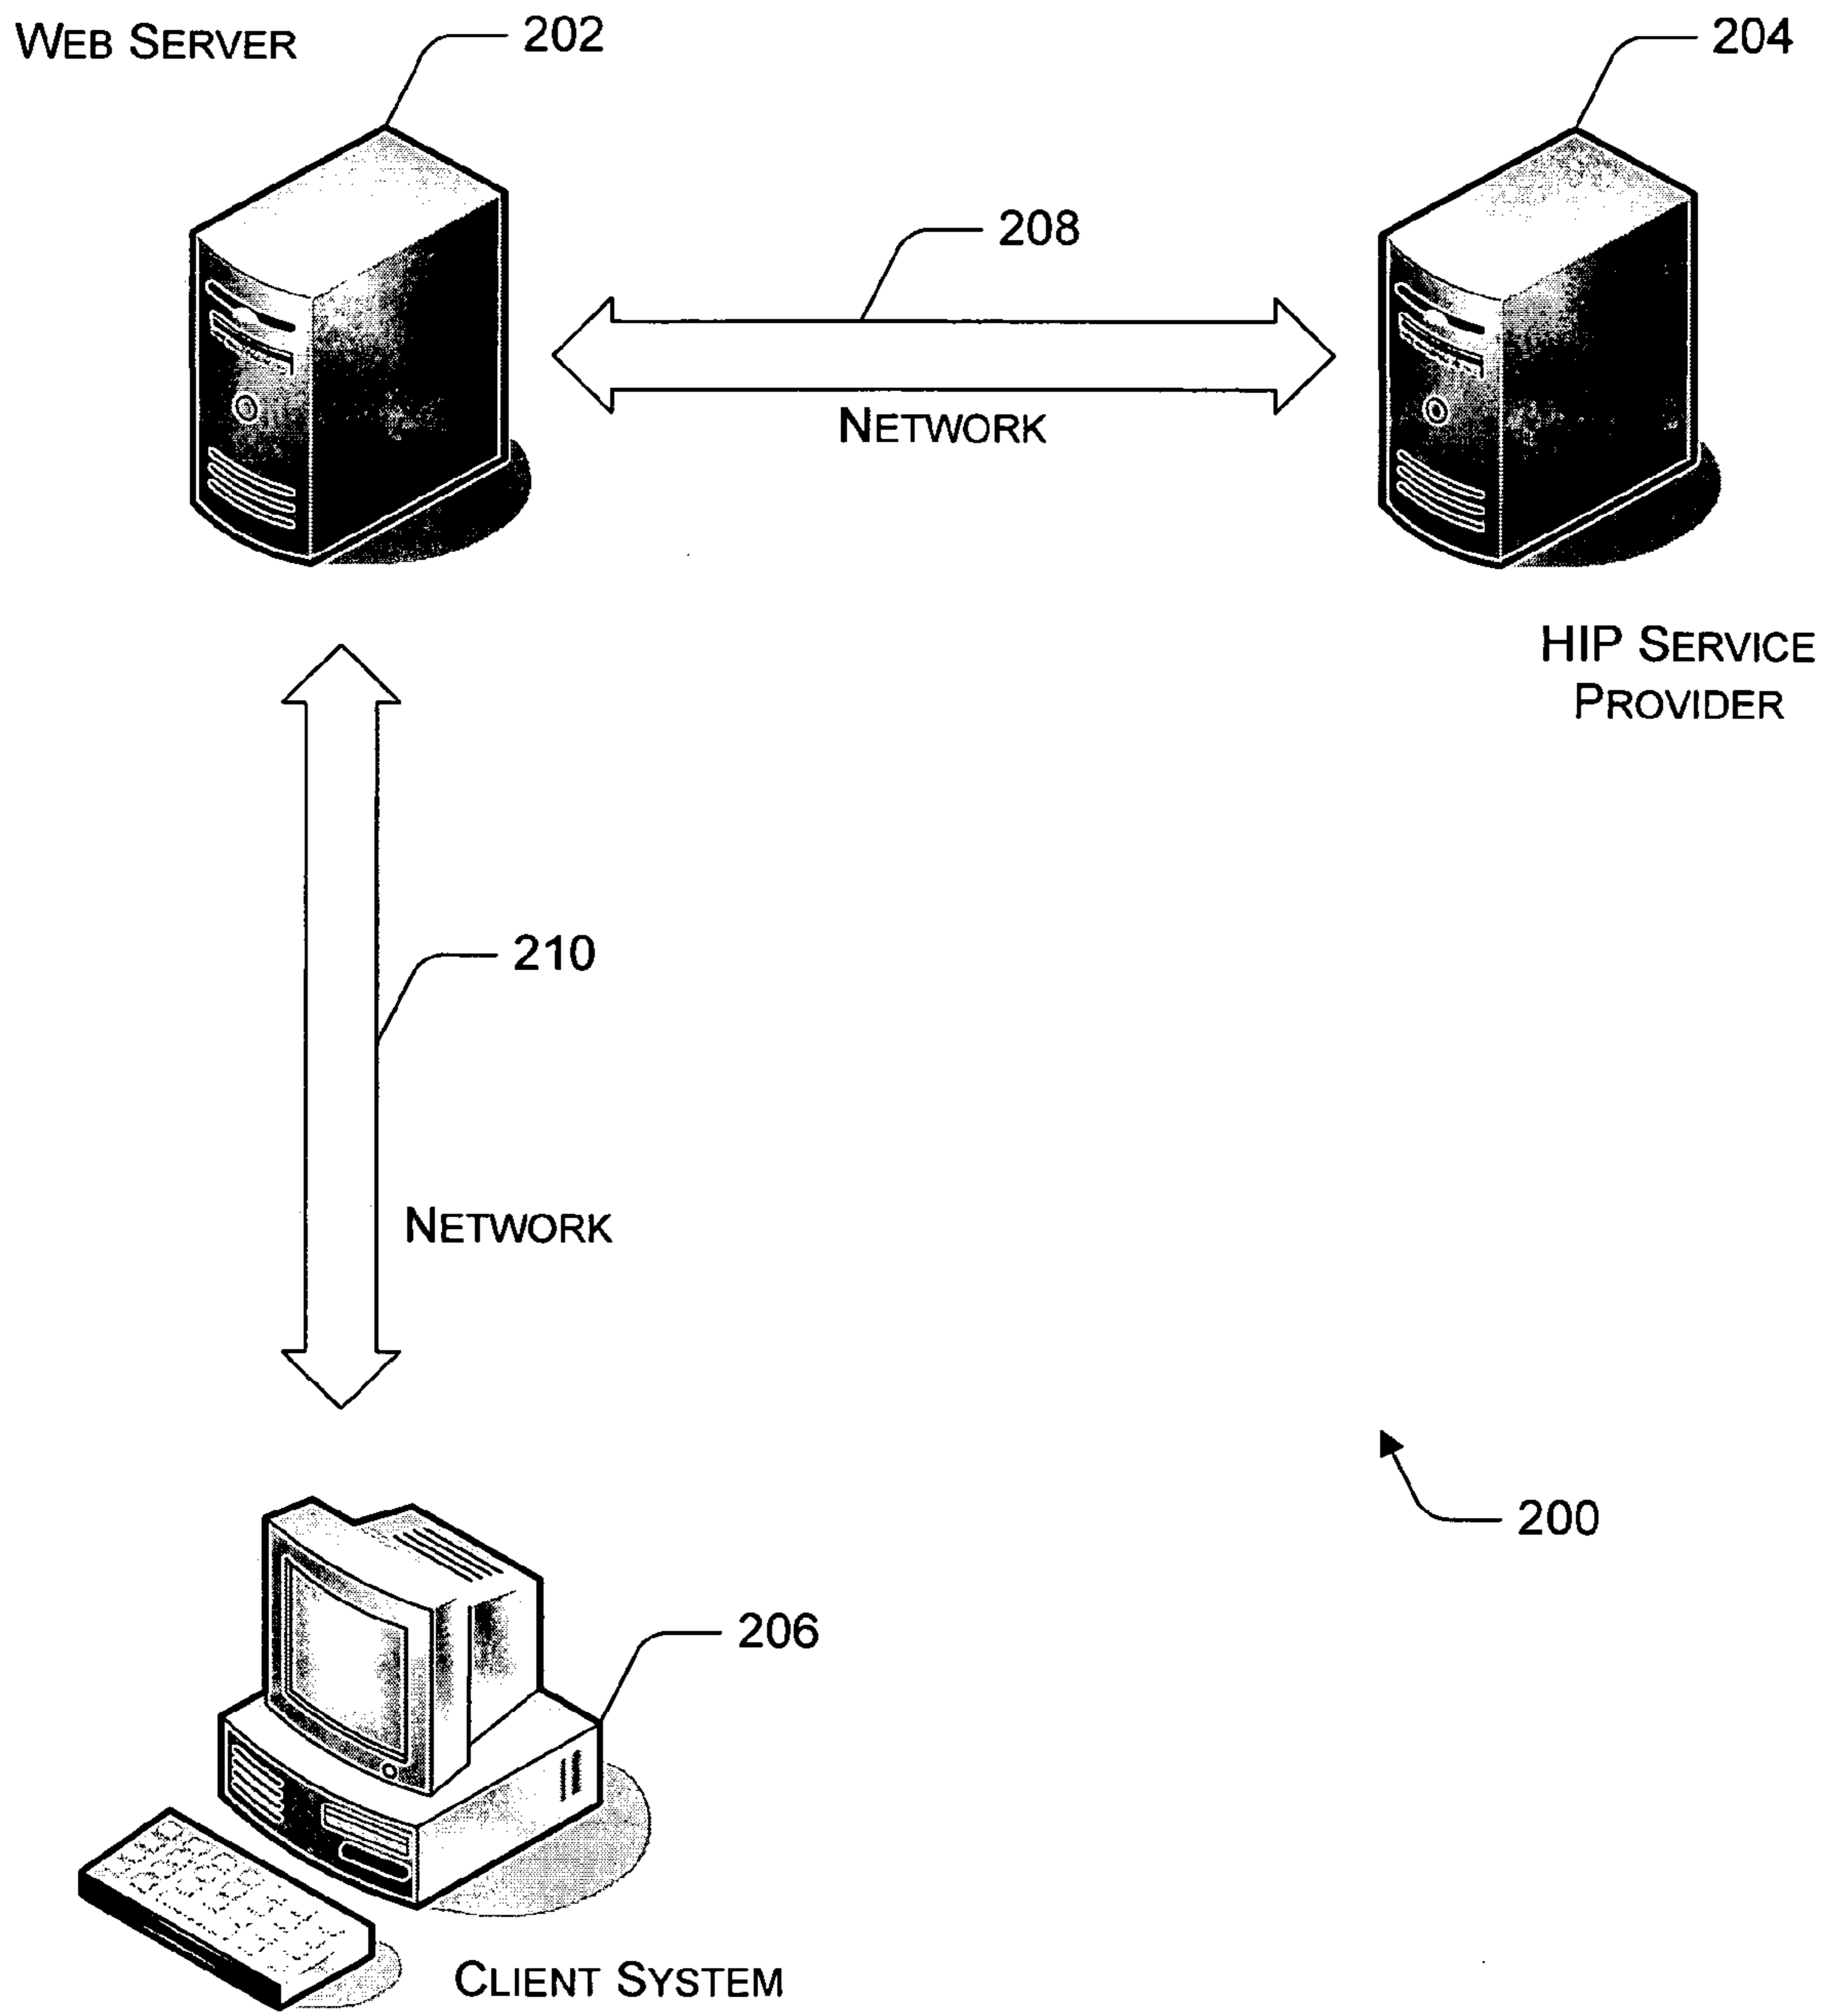 WEB SERVER
202
204
208
NETWORK
HIP SERVICE
PROVIDER
210
NETWORK
200
206
CLIENT SYSTEM